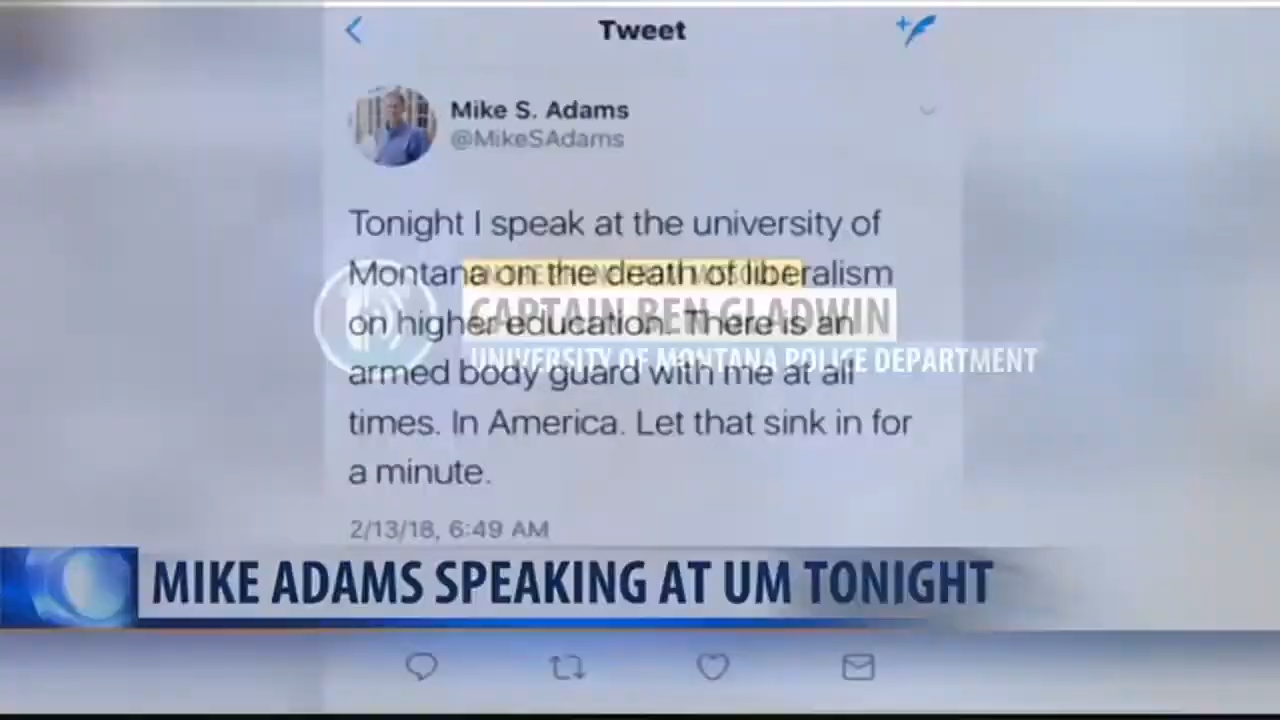 Tweet
Mike S. Adams
@MikeSAdams
Tonight I speak at the university of
Montana on the death of liberalism
on higher education. There is an
armed body guard with me at all
times. In America. Let that sink in for
a minute.
CAPTAIN BEN GLADWIN
UNIVERSITY OF MONTANA POLICE DEPARTMENT
2/13/18, 6:49 AM
MIKE ADAMS SPEAKING AT UM TONIGHT